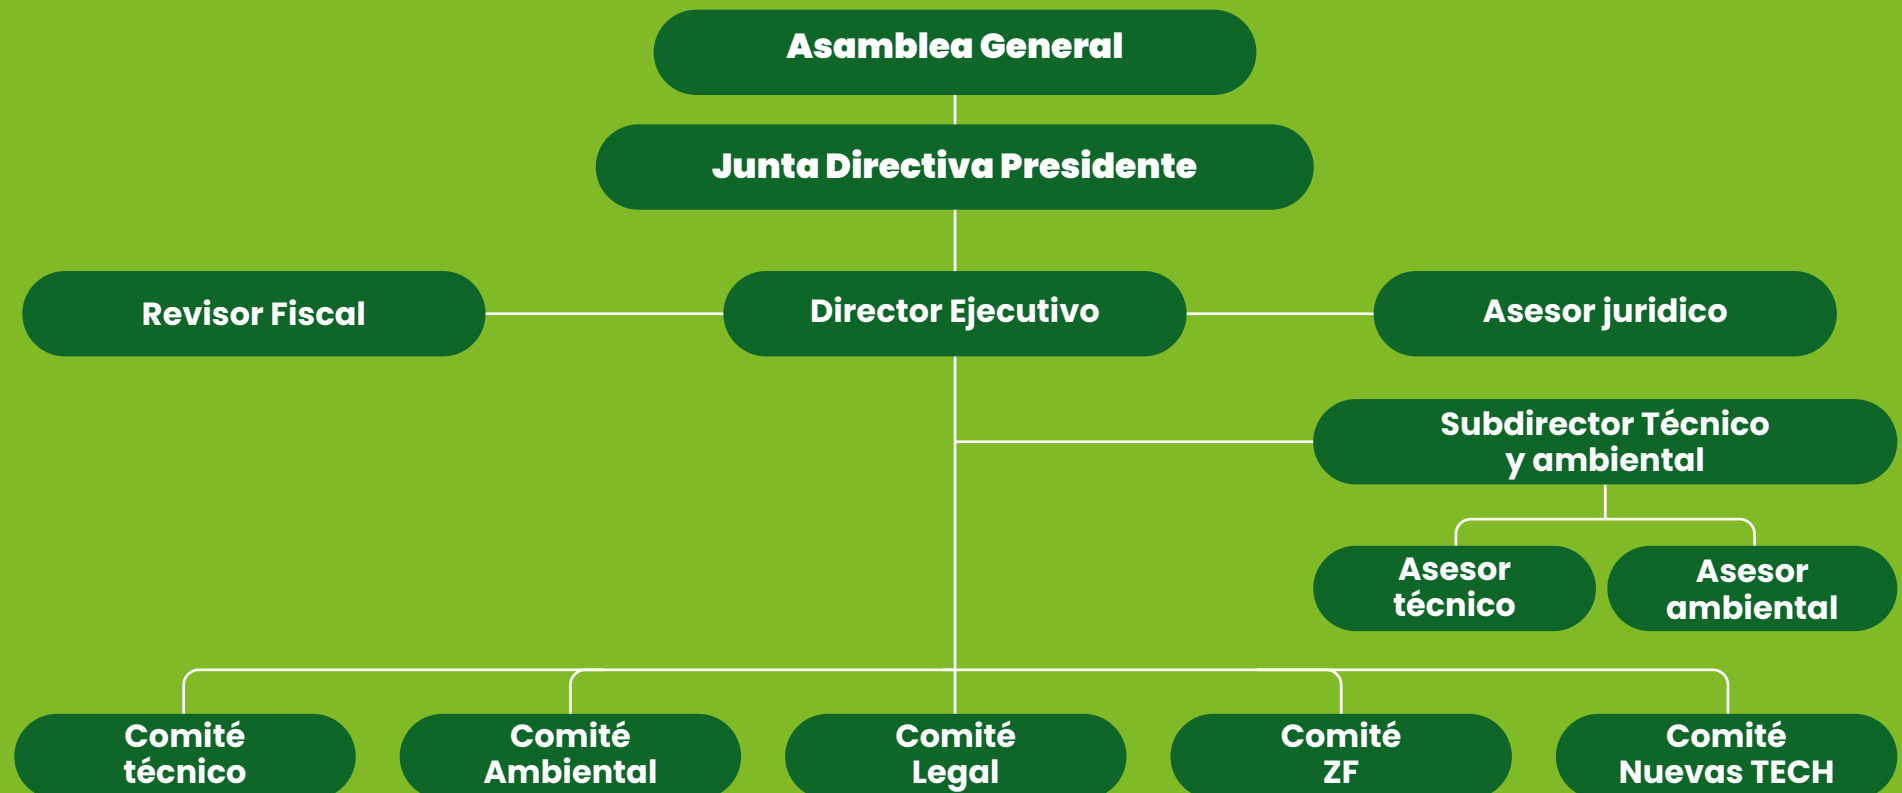 Asamblea General
Junta Directiva Presidente
Revisor Fiscal
Director Ejecutivo
Asesor juridico
Subdirector Técnico
y ambiental
Asesor
técnico
Asesor
ambiental
Comité
técnico
Comité
Ambiental
Comité
Legal
Comité
ZF
Comité
Nuevas TECH